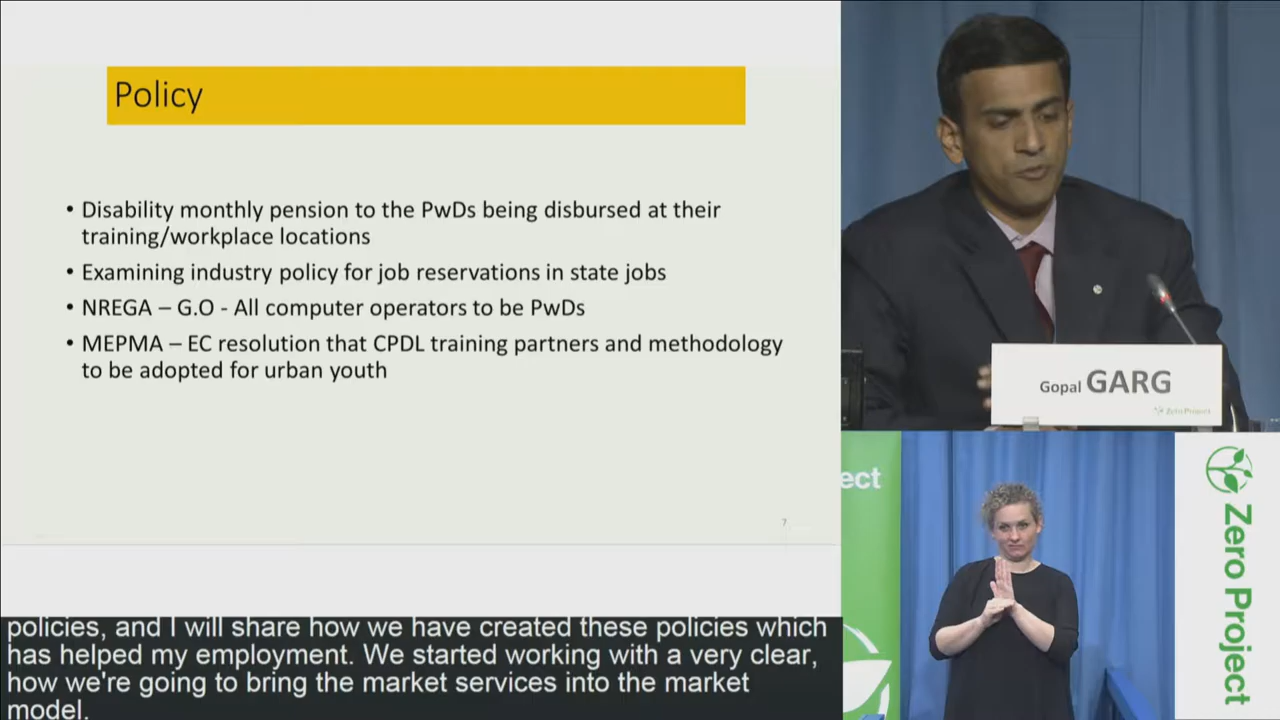 Policy
• Disability monthly pension to the PwDs being disbursed at their
training/workplace locations
• Examining industry policy for job reservations in state jobs
• NREGA – G.O - All computer operators to be PwDs
• MEPMA – EC resolution that CPDL training partners and methodology
to be adopted for urban youth
7
Gopal GARG
Zero Project
ect
Zero Project
policies, and I will share how we have created these policies which
has helped my employment. We started working with a very clear,
how we're going to bring the market services into the market
model.